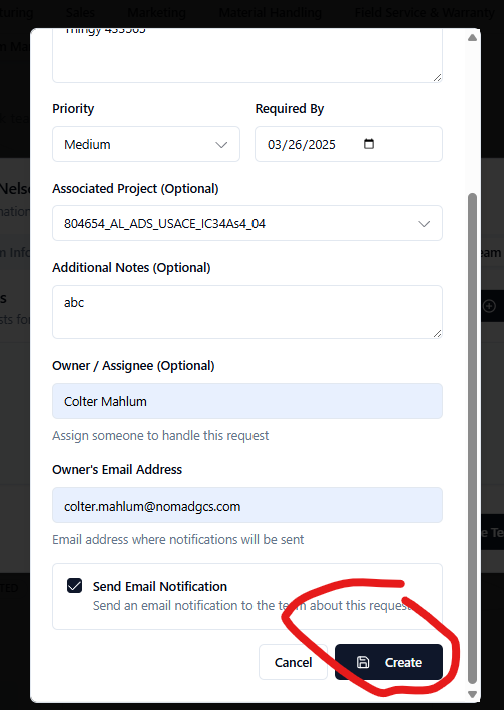 Sales
Marketing
Material Handling
Field Service & Warranty
Thingy 433565
Priority
Required By
Medium
03/26/2025
Associated Project (Optional)
804654_AL_ADS_USACE_IC34As4_04
Additional Notes (Optional)
abc
Owner / Assignee (Optional)
Colter Mahlum
Assign someone to handle this request
Owner's Email Address
colter.mahlum@nomadgcs.com
Email address where notifications will be sent
Send Email Notification
Send an email notification to the team about this request
Cancel
Create